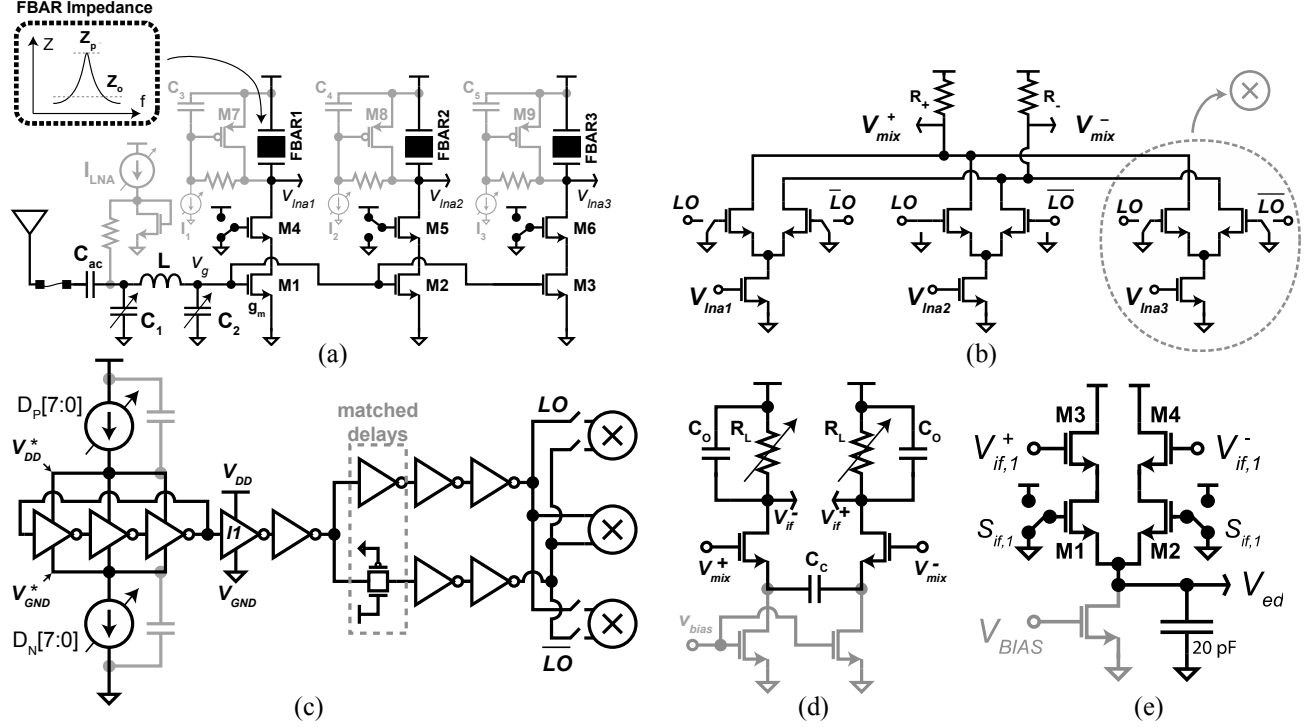 FBAR Impedance
Z
Z_p
Z_o
f
C_3
M7
FBAR1
C_4
M8
FBAR2
C_5
M9
FBAR3
I_LNA
I_1
V_lna1
I_2
V_lna2
I_3
V_lna3
M4
M5
M6
C_ac
L
V_g
M1
M2
M3
g_m
C_1
C_2
(a)
R_+
R_-
V_mix^+
V_mix^−
LO
L̅O̅
LO
L̅O̅
LO
L̅O̅
V_lna1
V_lna2
V_lna3
(b)
D_P[7:0]
V_DD^*
V_DD
I1
V_GND^*
V_GND
D_N[7:0]
matched
delays
LO
L̅O̅
(c)
C_O
R_L
R_L
C_O
V_if^-
V_if^+
V_mix^+
C_C
V_mix^-
V_bias
(d)
M3
M4
V_if,1^+
V_if,1^-
S_if,1
M1
M2
S_if,1
V_ed
V_BIAS
20 pF
(e)